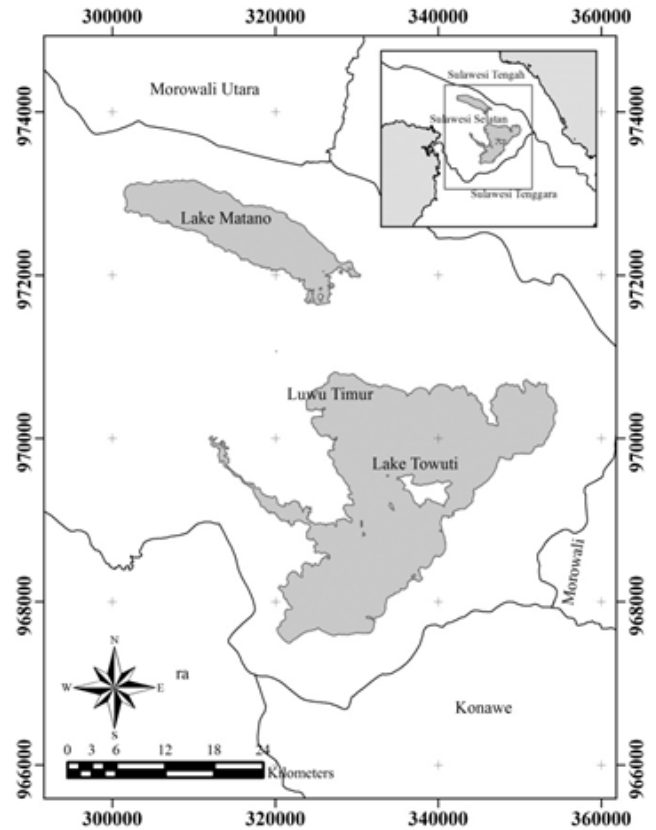 300000 320000 340000 360000
974000
974000
Morowali Utara
Sulawesi Tengah
Sulawesi Selatan
Sulawesi Tenggara
Lake Matano
972000
972000
Luwu Timur
970000
970000
Lake Towuti
Morowali
968000
968000
N
W E
S
ra
Konawe
0 3 6 12 18 24
Kilometers
966000
966000
300000 320000 340000 360000